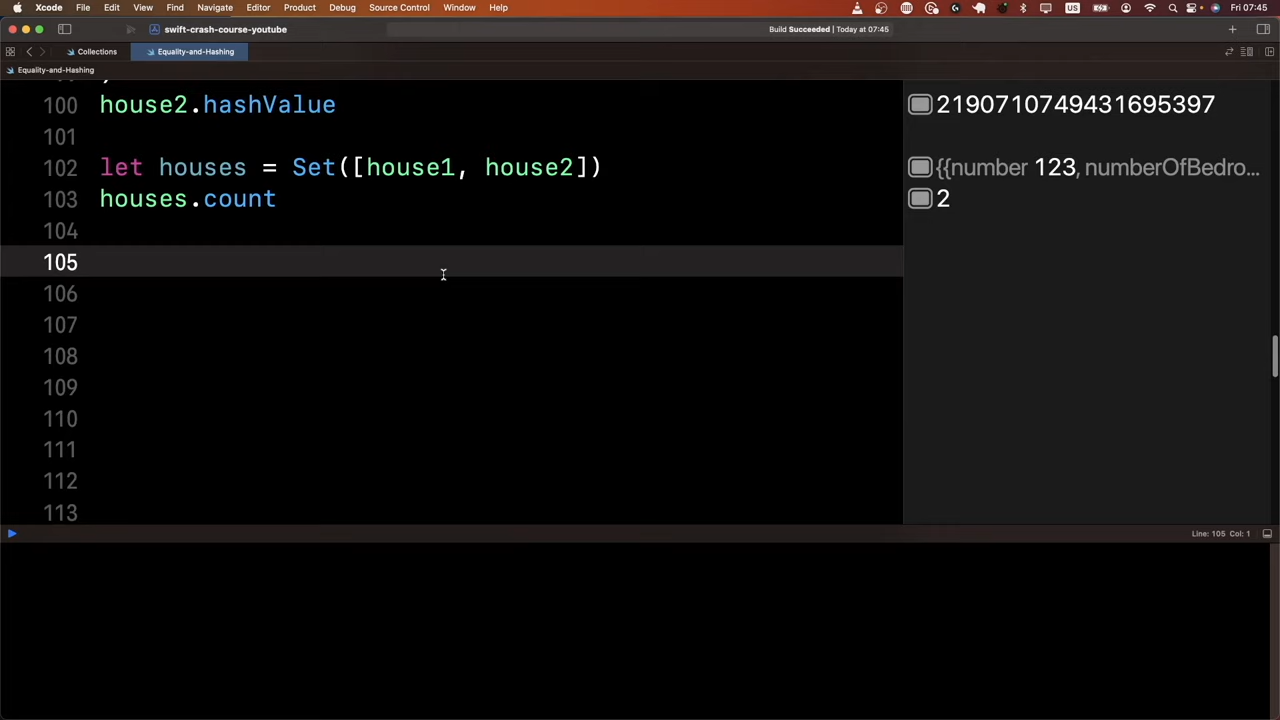 Xcode File Edit View Find Navigate Editor Product Debug Source Control Window Help Fri 07:45
swift-crash-course-youtube Build Succeeded | Today at 07:45
Collections Equality-and-Hashing
Equality-and-Hashing
100 house2.hashValue 2190710749431695397
101
102 let houses = Set([house1, house2]) {{number 123, numberOfBedro...
103 houses.count 2
104
105
106
107
108
109
110
111
112
113
Line: 105 Col: 1